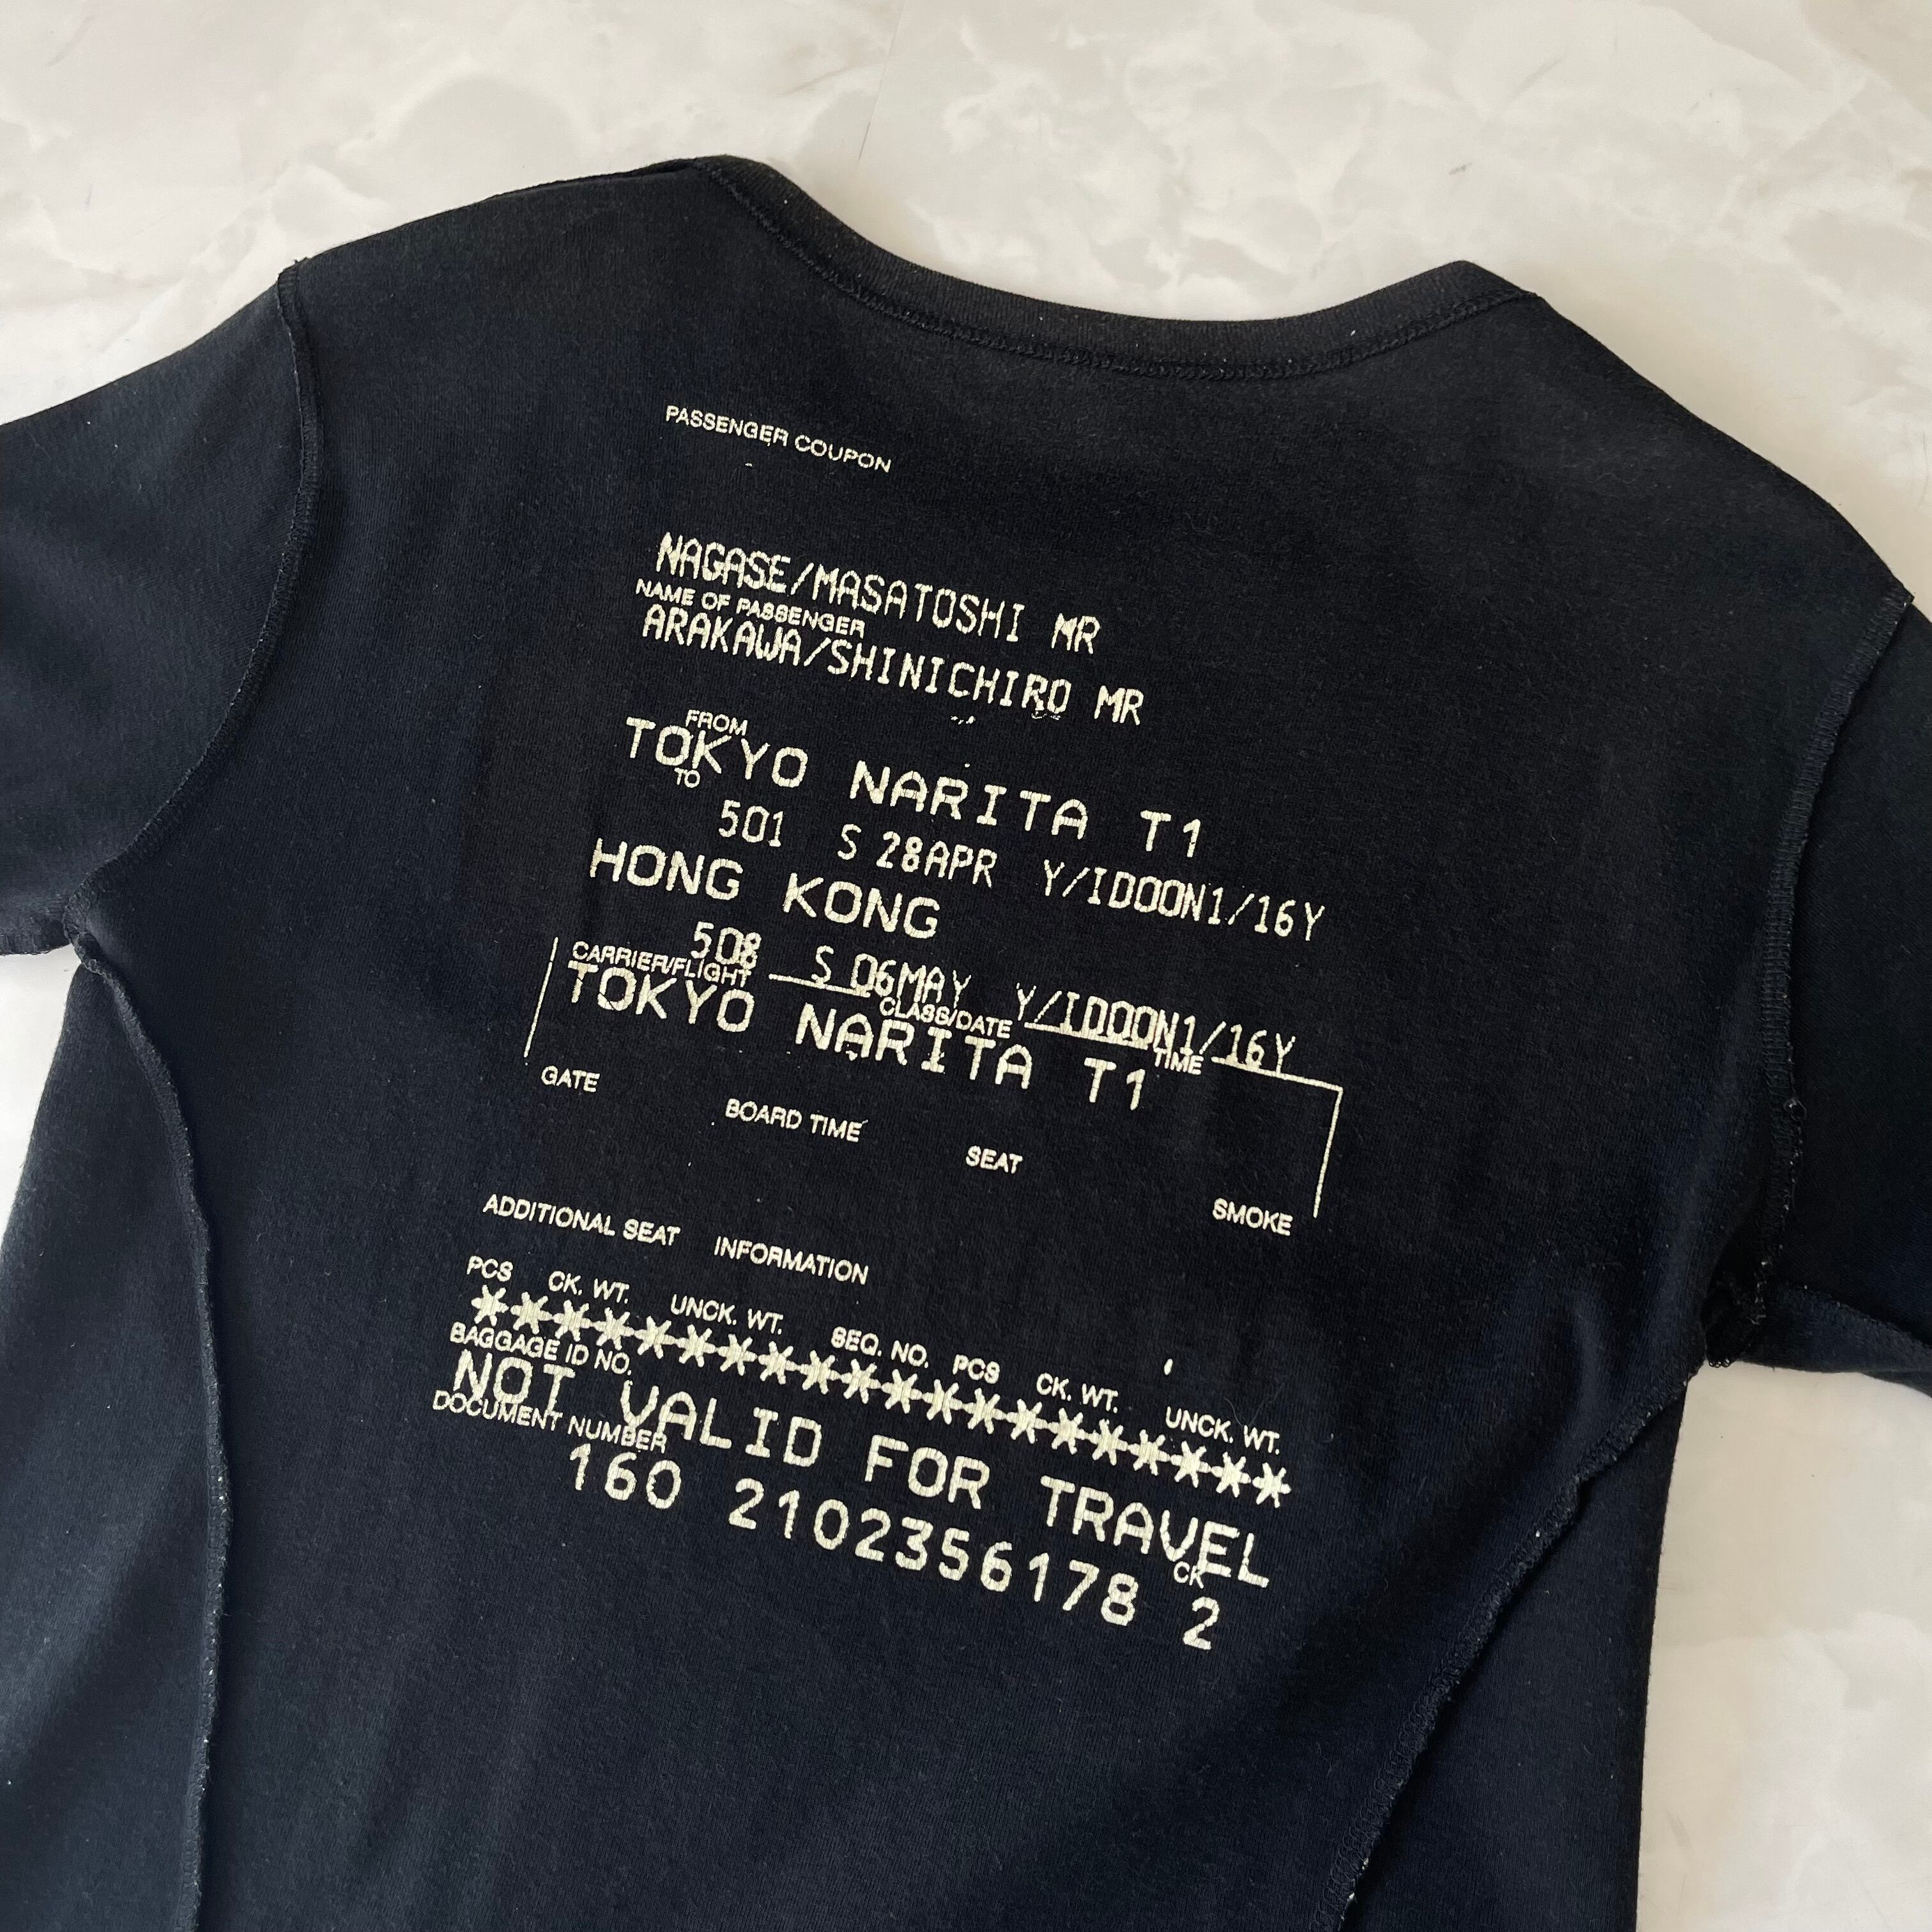 PASSENGER COUPON
NAGASE/MASATOSHI MR
NAME OF PASSENGER
ARAKAWA/SHINICHIRO MR
FROM
TOKYO NARITA T1
TO
501 S 28APR Y/IDOON1/16Y
HONG KONG
508 S 06MAY Y/IDOON1/16Y
CARRIER/FLIGHT CLASS/DATE TIME
TOKYO NARITA T1
GATE BOARD TIME SEAT SMOKE
ADDITIONAL SEAT INFORMATION
PCS CK. WT. UNCK. WT. SEQ. NO. PCS CK. WT. UNCK. WT.
********************
BAGGAGE ID NO.
NOT VALID FOR TRAVEL
DOCUMENT NUMBER CK
160 2102356178 2